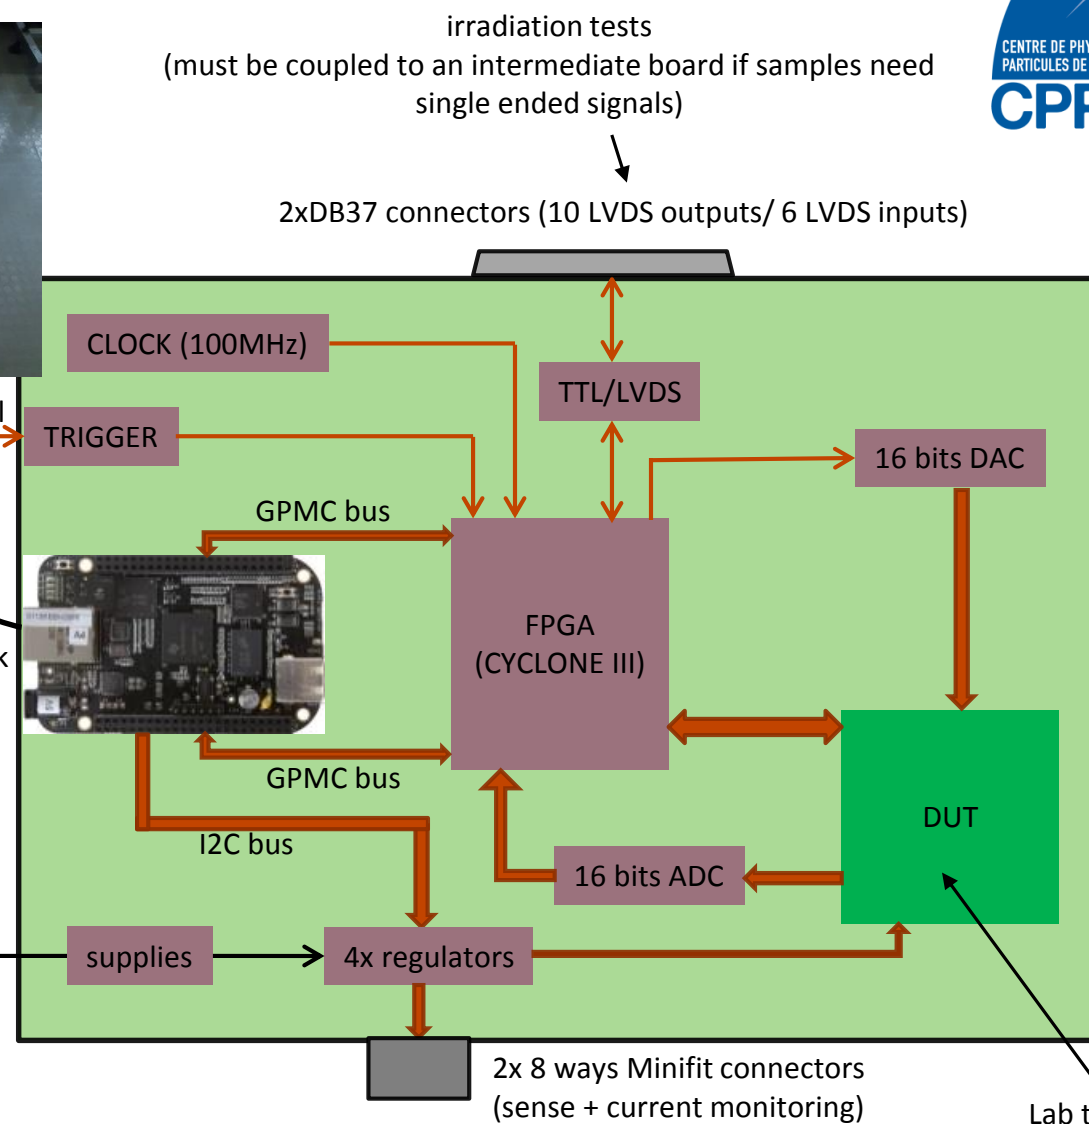 irradiation tests
(must be coupled to an intermediate board if samples need
single ended signals)
CENTRE DE
PARTICULES DE
2xDB37 connectors (10 LVDS outputs/ 6 LVDS inputs)
CLOCK (100MHz)
TTL/LVDS
TRIGGER
16 bits DAC
GPMC bus
FPGA
(CYCLONE III)
GPMC bus
DUT
I2C bus
16 bits ADC
supplies
4x regulators
2x 8 ways Minifit connectors
(sense + current monitoring)
Lab